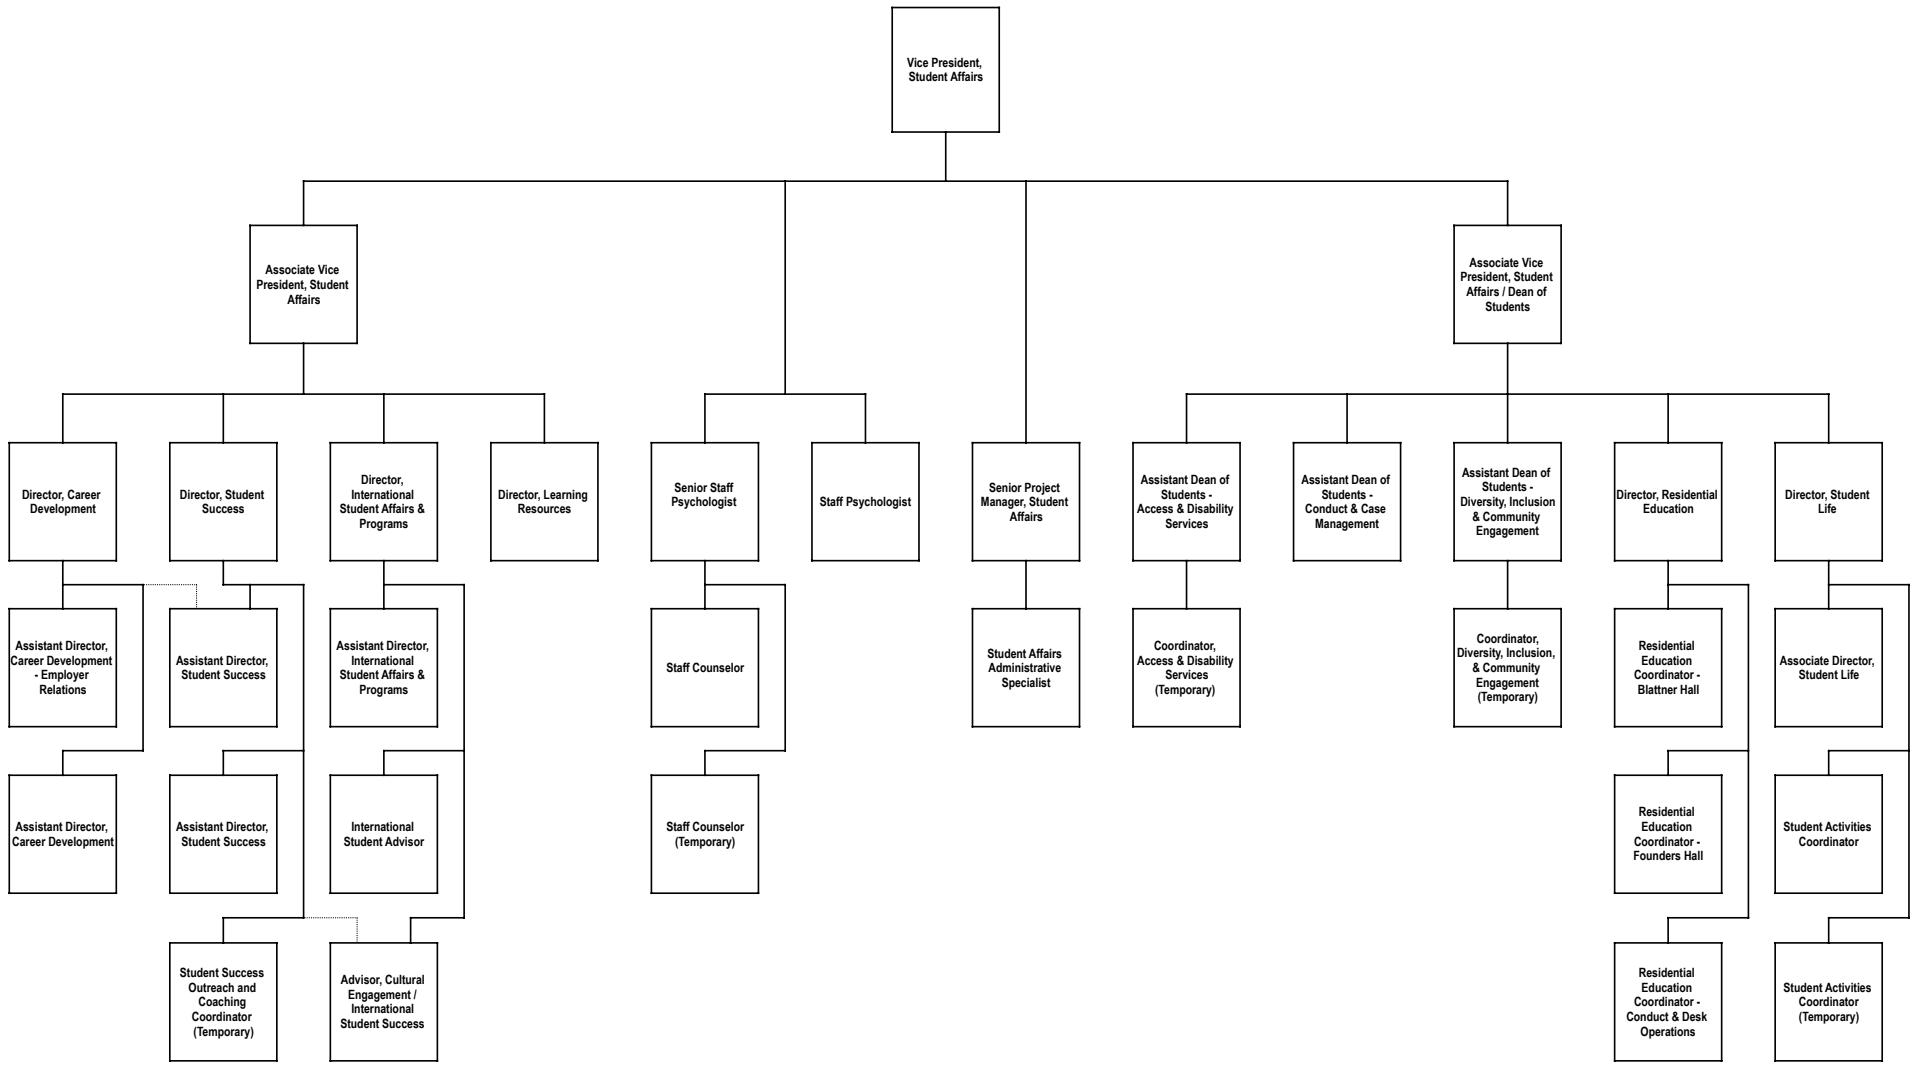 Vice President,
Student Affairs
Associate Vice
President, Student
Affairs
Associate Vice
President, Student
Affairs / Dean of
Students
Director, Career
Development
Director, Student
Success
Director,
International
Student Affairs &
Programs
Director, Learning
Resources
Senior Staff
Psychologist
Staff Psychologist
Senior Project
Manager, Student
Affairs
Assistant Dean of
Students -
Access & Disability
Services
Assistant Dean of
Students -
Conduct & Case
Management
Assistant Dean of
Students -
Diversity, Inclusion
& Community
Engagement
Director, Residential
Education
Director, Student
Life
Assistant Director,
Career Development
- Employer
Relations
Assistant Director,
Student Success
Assistant Director,
International
Student Affairs &
Programs
Staff Counselor
Student Affairs
Administrative
Specialist
Coordinator,
Access & Disability
Services
(Temporary)
Coordinator,
Diversity, Inclusion,
& Community
Engagement
(Temporary)
Residential
Education
Coordinator -
Blattner Hall
Associate Director,
Student Life
Assistant Director,
Career Development
Assistant Director,
Student Success
International
Student Advisor
Staff Counselor
(Temporary)
Residential
Education
Coordinator -
Founders Hall
Student Activities
Coordinator
Student Success
Outreach and
Coaching
Coordinator
(Temporary)
Advisor, Cultural
Engagement /
International
Student Success
Residential
Education
Coordinator -
Conduct & Desk
Operations
Student Activities
Coordinator
(Temporary)